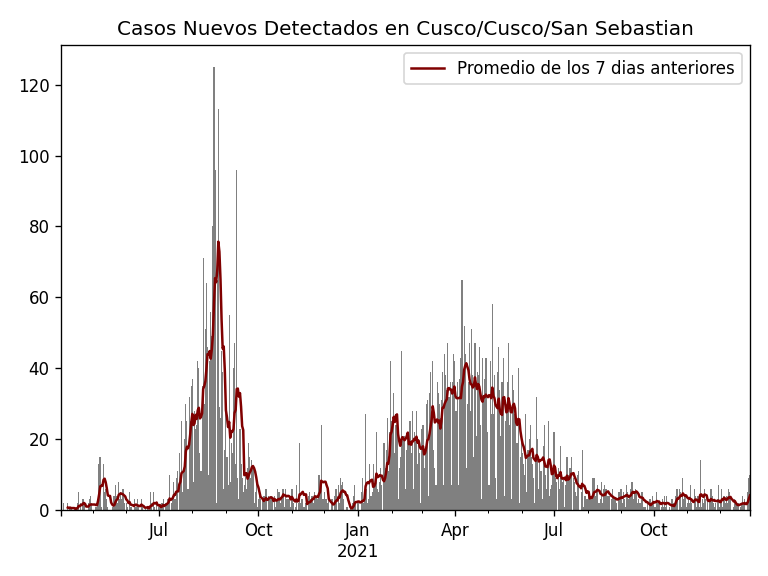 Casos Nuevos Detectados en Cusco/Cusco/San Sebastian
Promedio de los 7 dias anteriores
120
100
80
60
40
20
0
Jul
Oct
Jan
2021
Apr
Jul
Oct